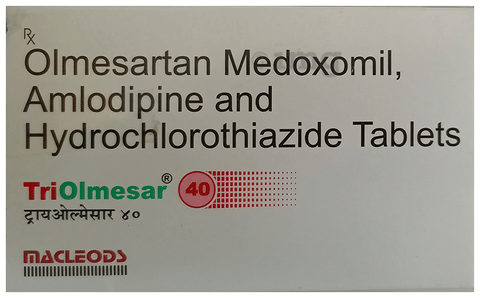 Rx
Olmesartan Medoxomil,
Amlodipine and
Hydrochlorothiazide Tablets
TriOlmesar® 40
ट्रायओल्मेसार ४०
MACLEODS